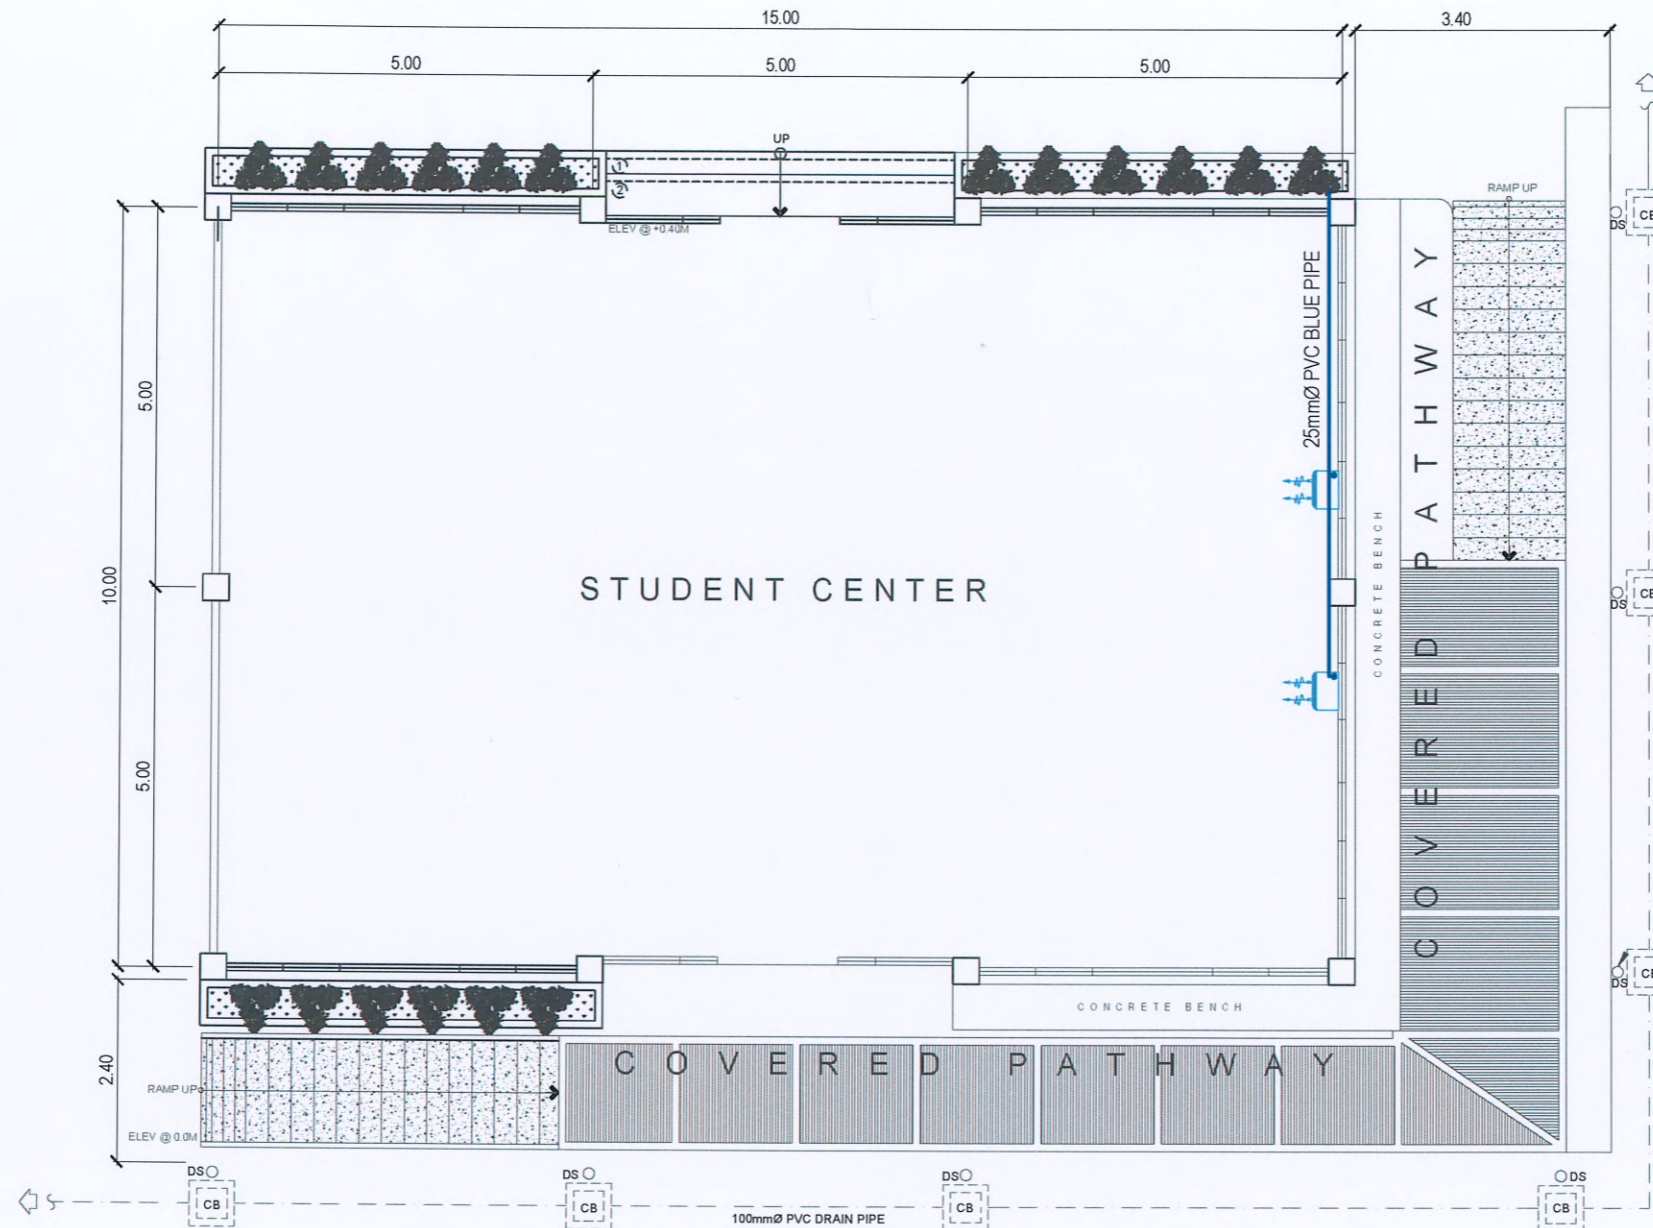 15.00
3.40
5.00
5.00
5.00
UP
(1)
(2)
ELEV @ +0.40M
RAMP UP
DS
CB
25mmØ PVC BLUE PIPE
5.00
10.00
5.00
STUDENT CENTER
CONCRETE BENCH
COVERED PATHWAY
DS
CB
DS
CB
CONCRETE BENCH
COVERED PATHWAY
2.40
RAMP UP
ELEV @ 0.0M
DS
DS
DS
DS
CB
CB
CB
CB
100mmØ PVC DRAIN PIPE